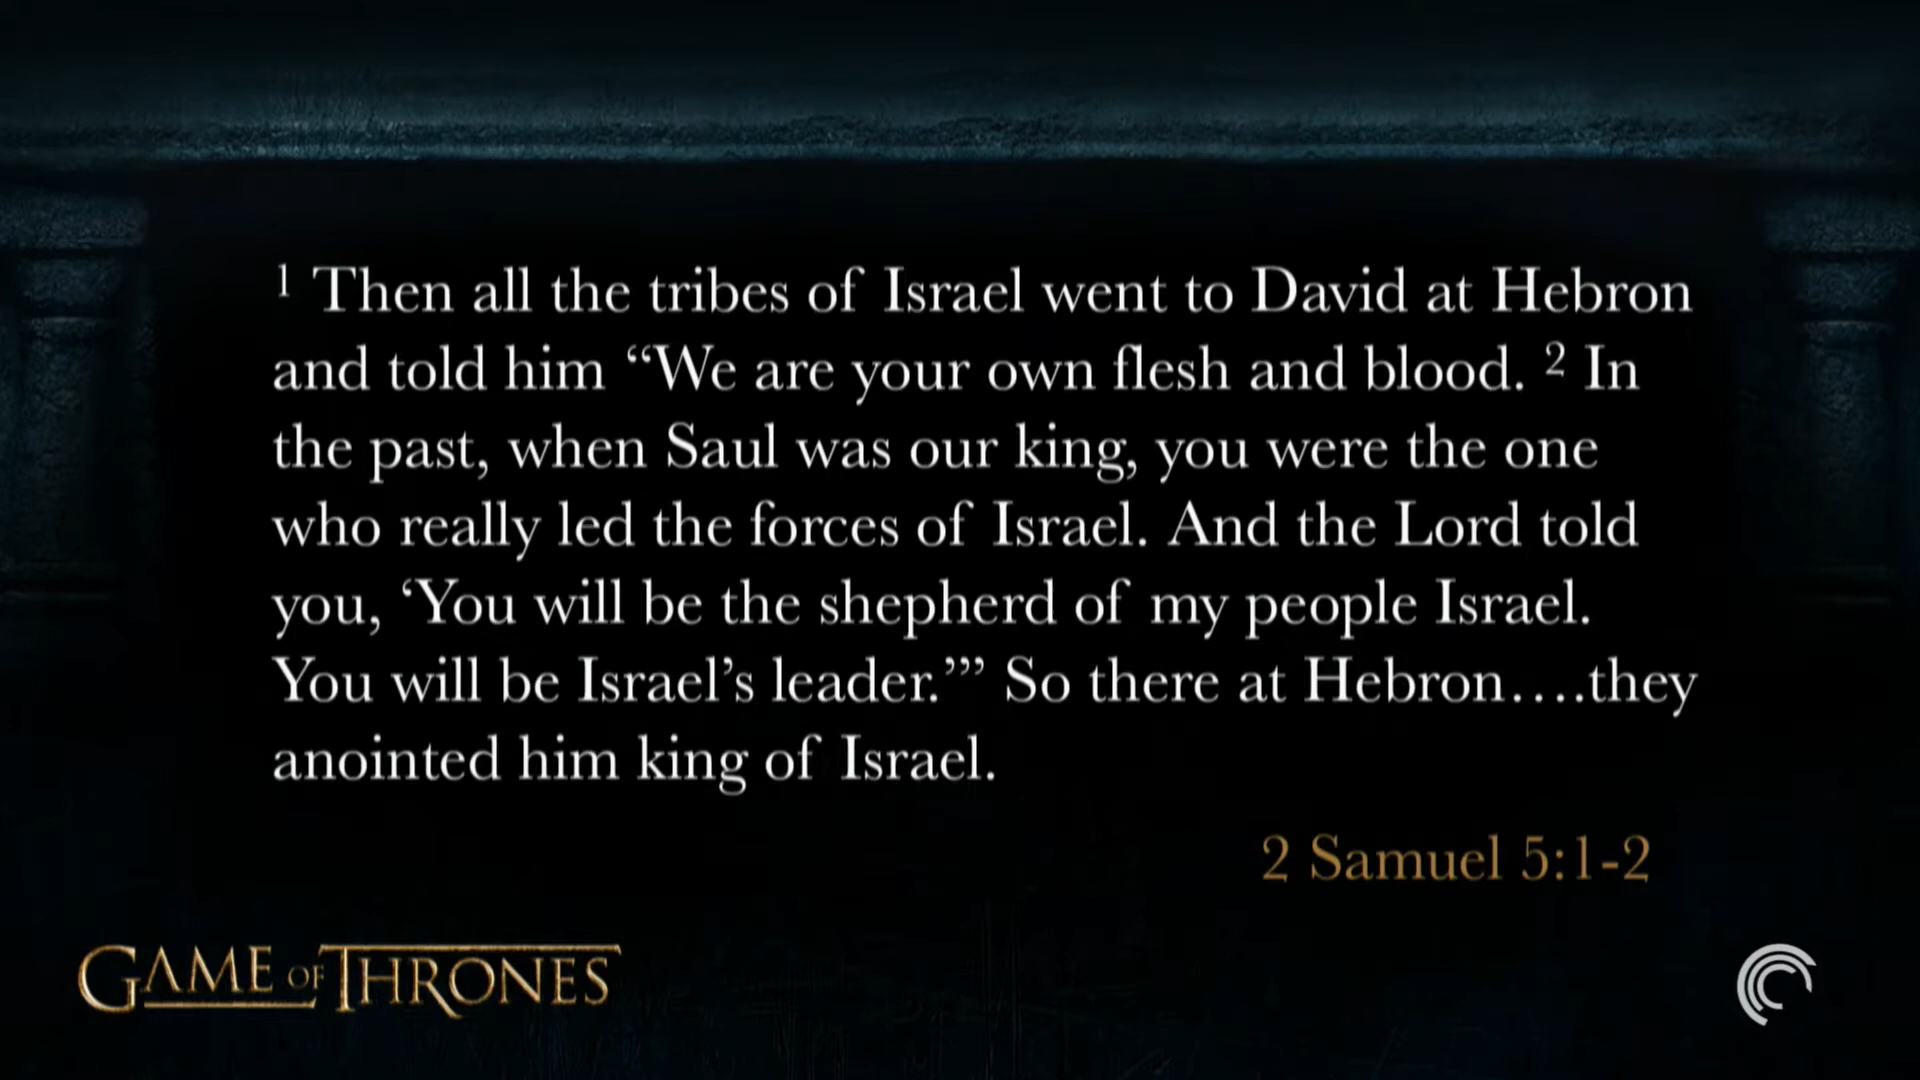 1 Then all the tribes of Israel went to David at Hebron
and told him “We are your own flesh and blood. 2 In
the past, when Saul was our king, you were the one
who really led the forces of Israel. And the Lord told
you, ‘You will be the shepherd of my people Israel.
You will be Israel’s leader.’” So there at Hebron….they
anointed him king of Israel.
2 Samuel 5:1-2
GAME OF THRONES